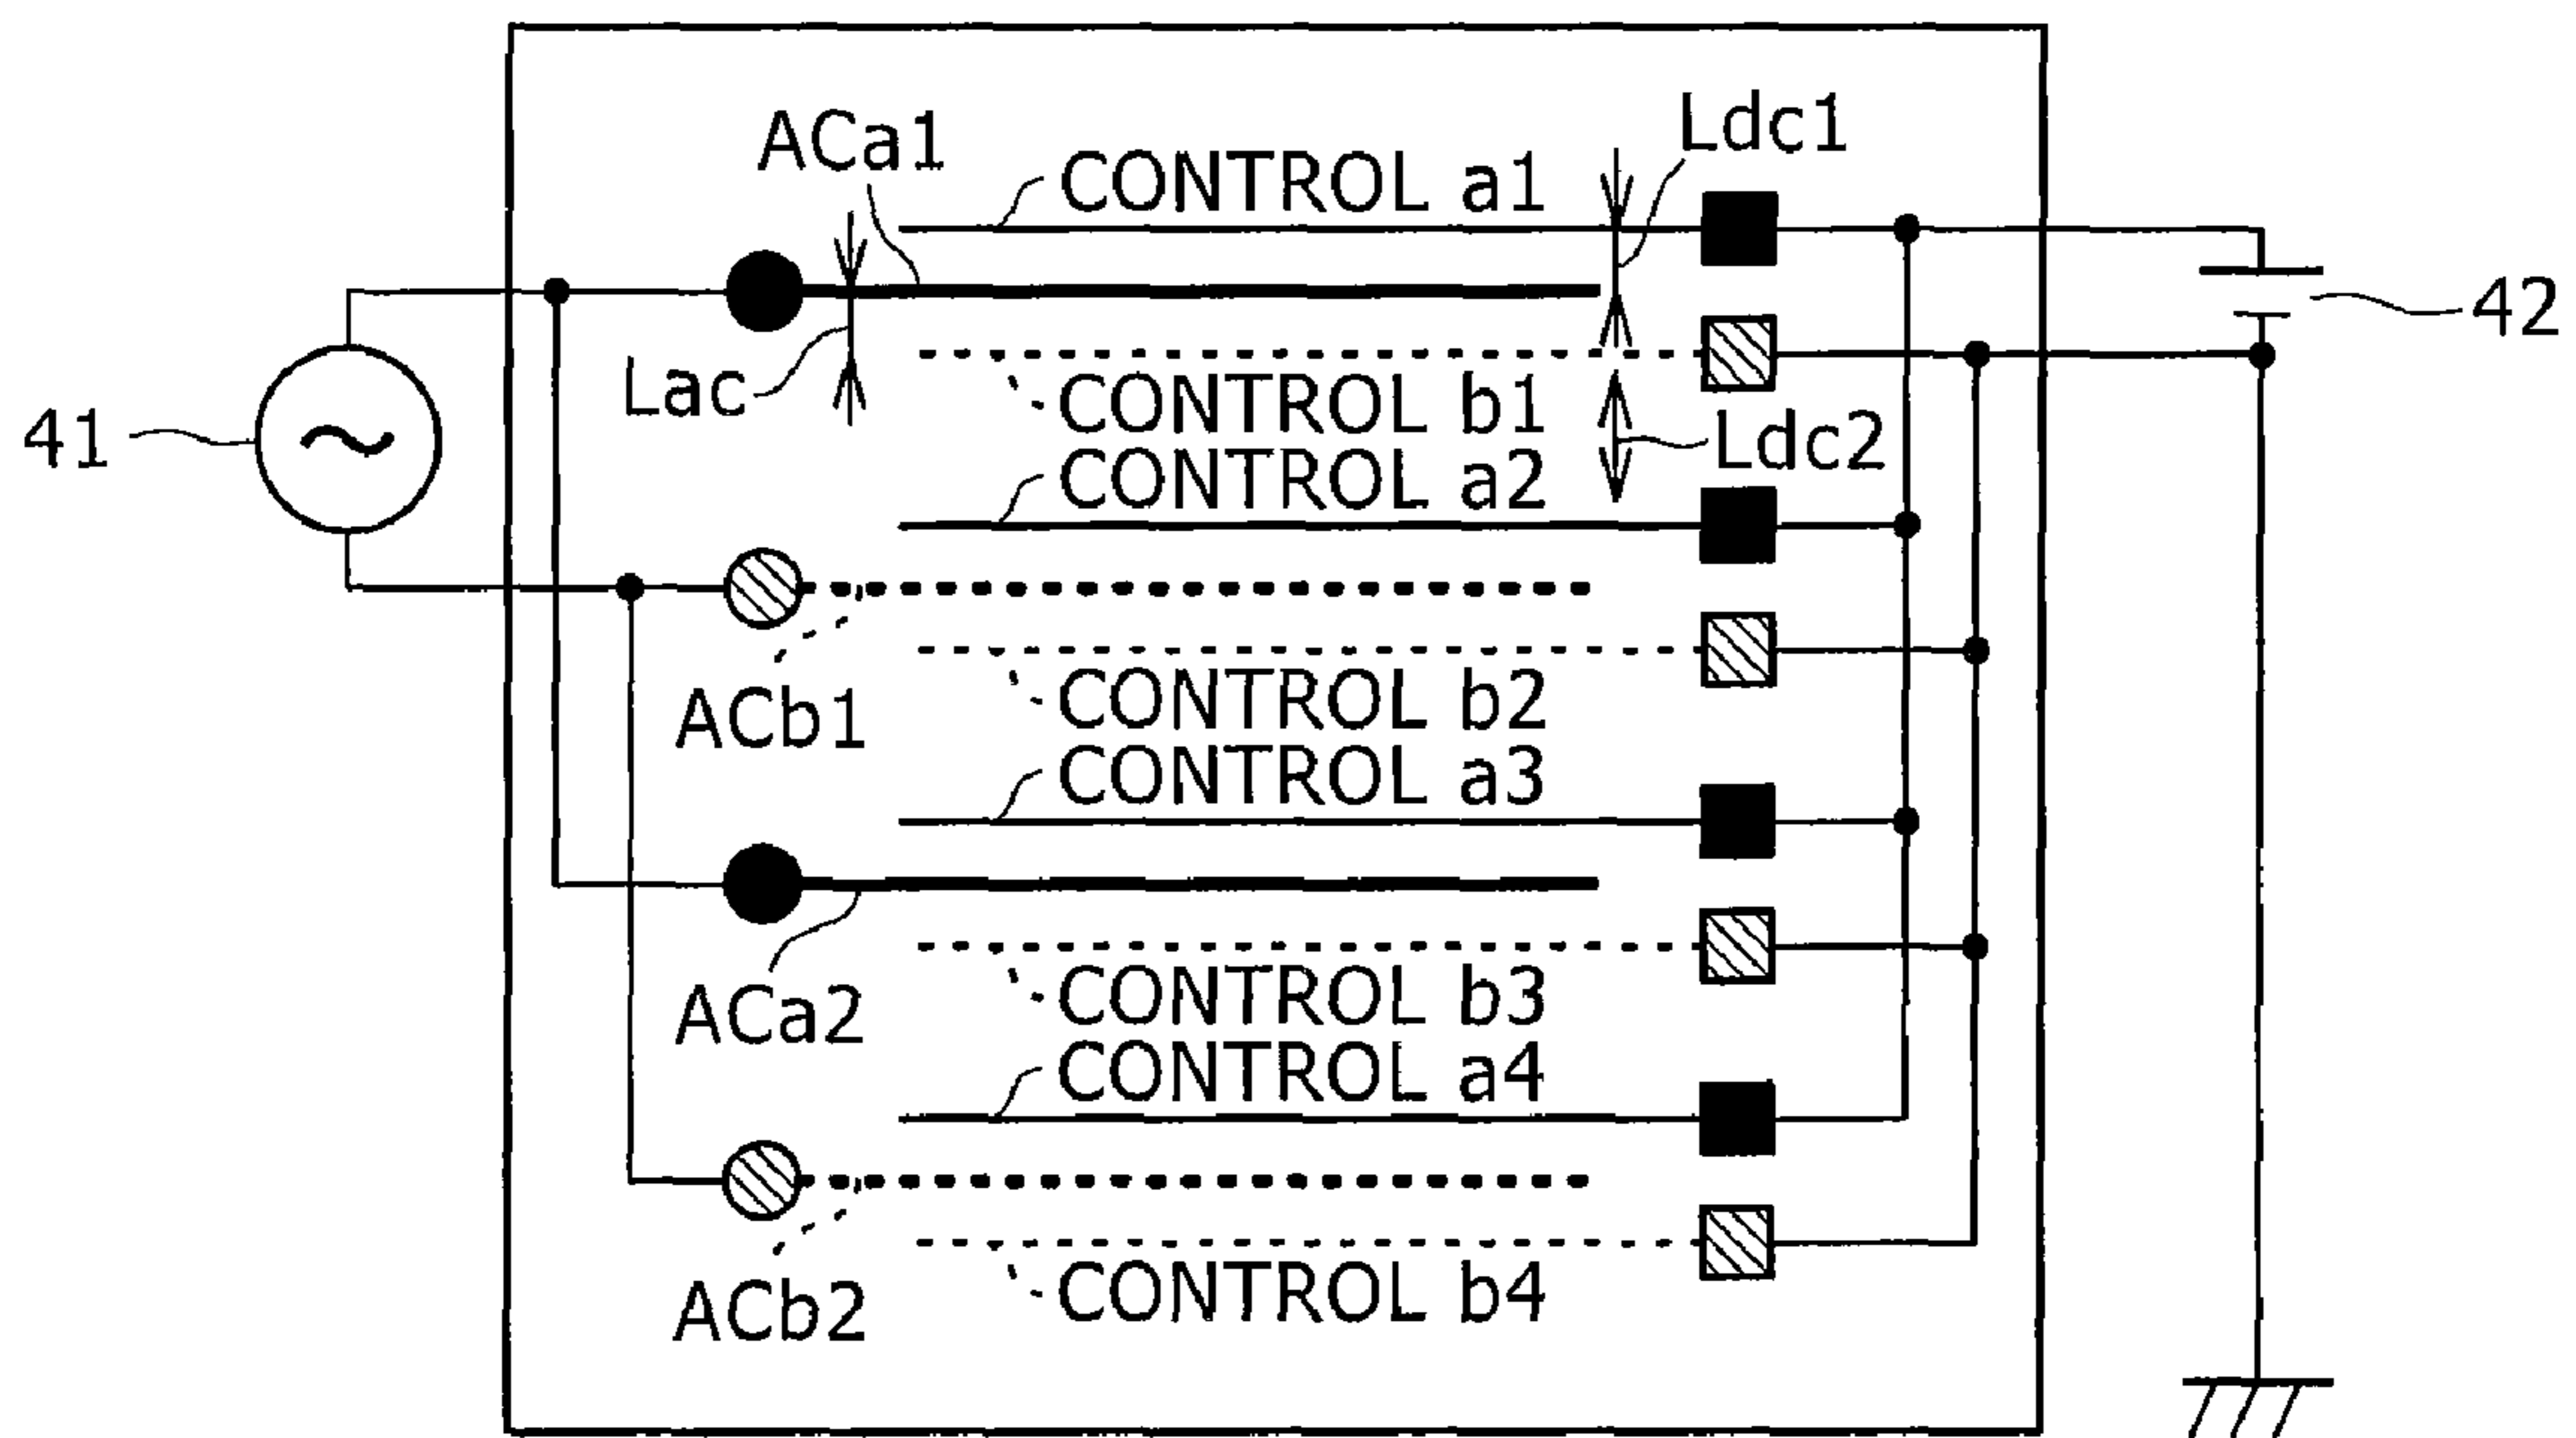 Ldc1
ACa1
CONTROL a1
42
Lac
CONTROL b1
41
Ldc2
CONTROL a2
CONTROL b2
ACb1
CONTROL a3
CONTROL b3
ACa2
CONTROL a4
CONTROL b4
ACb2